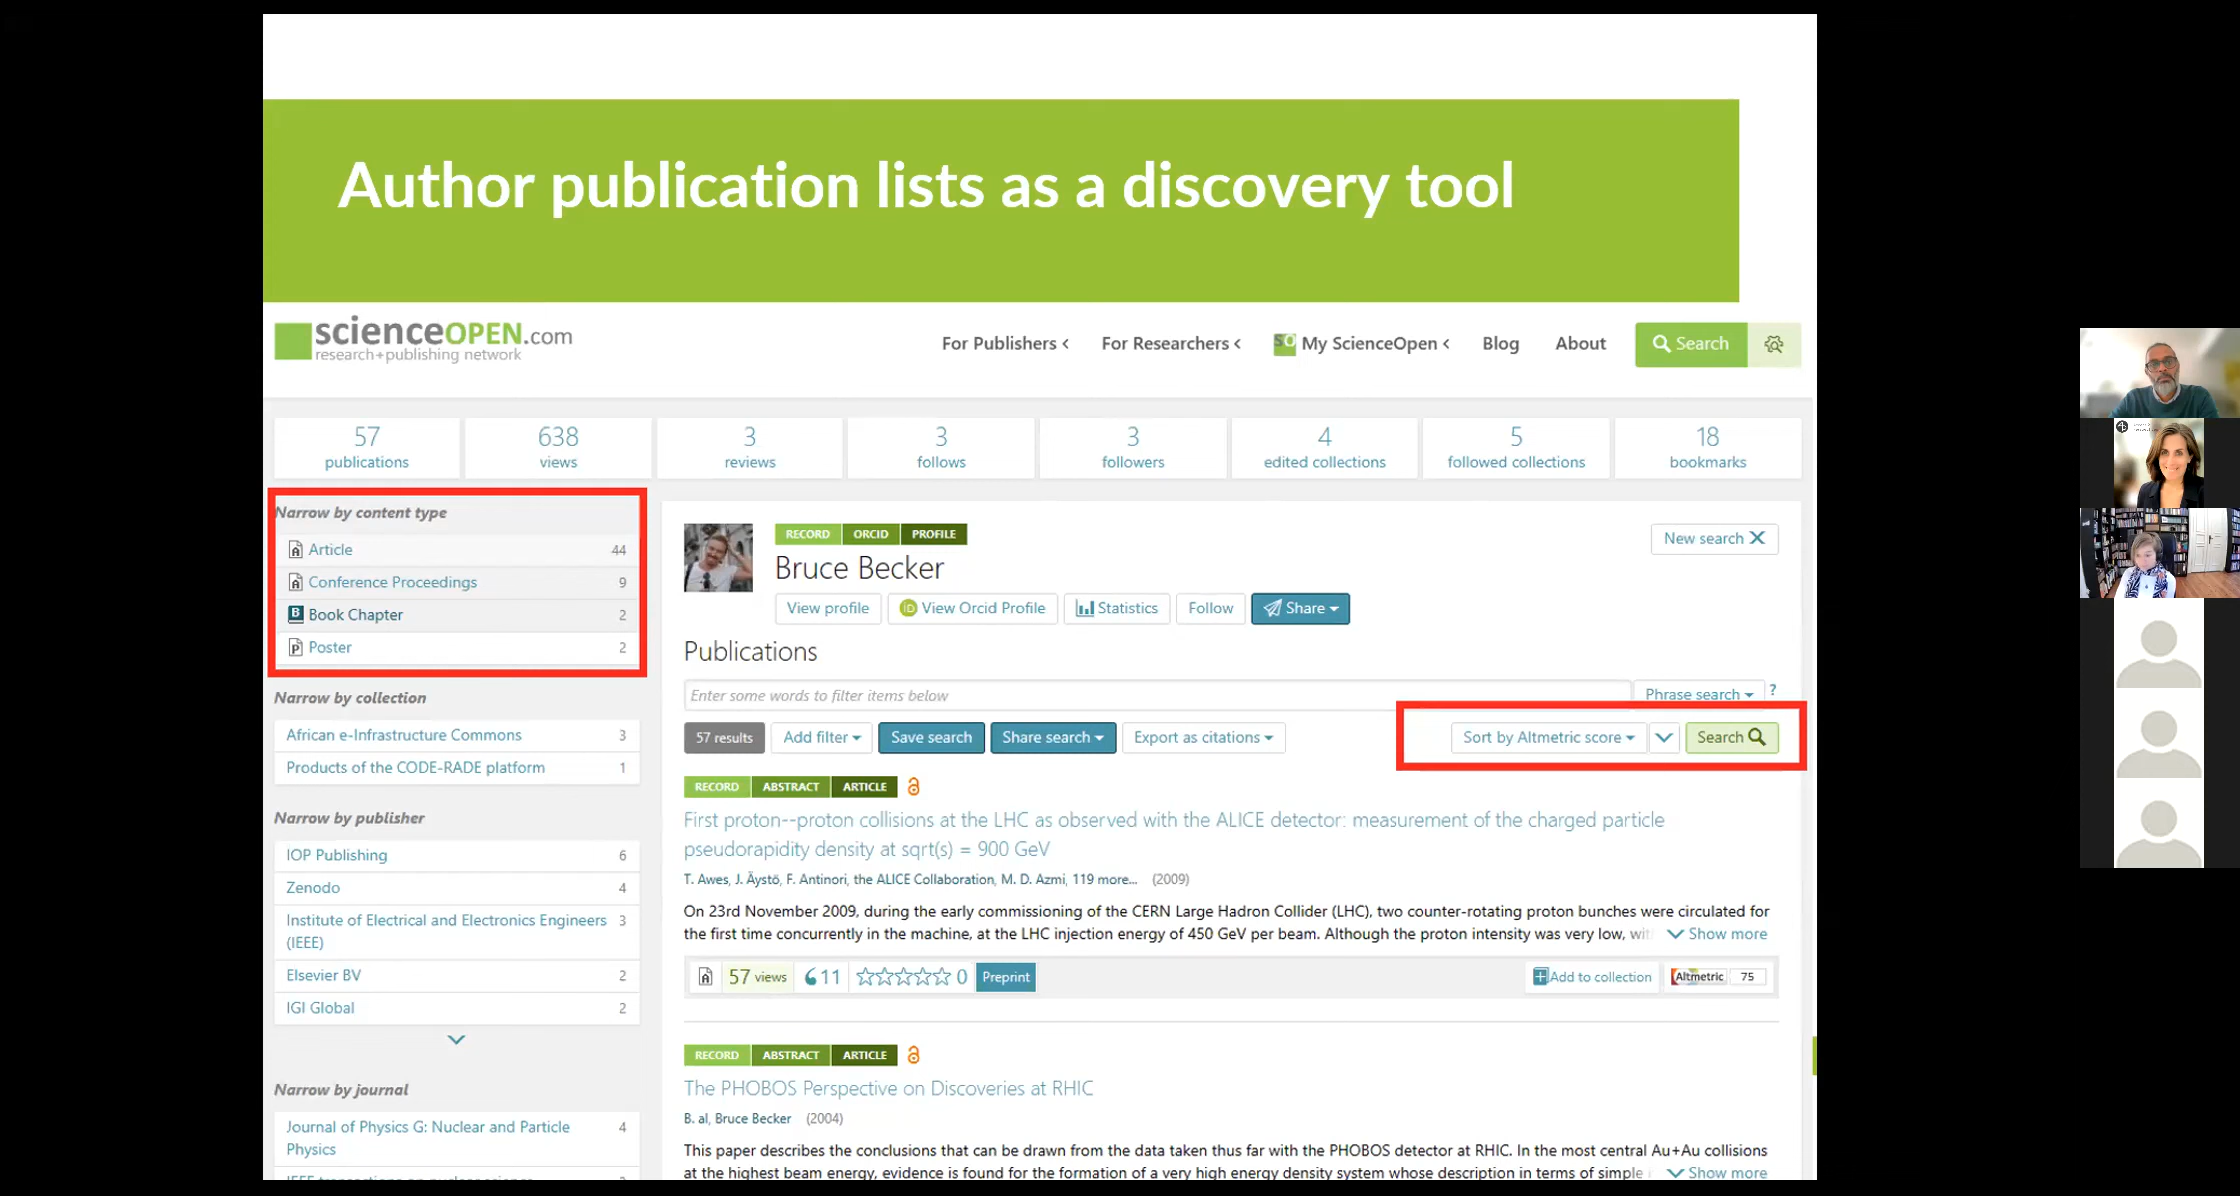 Author publication lists as a discovery tool
scienceOPEN.com
research+publishing network
For Publishers
For Researchers
My ScienceOpen
Blog
About
Search
57
publications
638
views
3
reviews
3
follows
3
followers
4
edited collections
5
followed collections
18
bookmarks
Narrow by content type
Article 44
Conference Proceedings 9
Book Chapter 2
Poster 2
Narrow by collection
African e-Infrastructure Commons 3
Products of the CODE-RADE platform 1
Narrow by publisher
IOP Publishing 6
Zenodo 4
Institute of Electrical and Electronics Engineers 3
(IEEE)
Elsevier BV 2
IGI Global 2
Narrow by journal
Journal of Physics G: Nuclear and Particle 4
Physics
RECORD ORCID PROFILE
New search X
Bruce Becker
View profile
View Orcid Profile
Statistics
Follow
Share
Publications
Enter some words to filter items below
Phrase search ?
57 results
Add filter
Save search
Share search
Export as citations
Sort by Altmetric score
Search
RECORD ABSTRACT ARTICLE
First proton--proton collisions at the LHC as observed with the ALICE detector: measurement of the charged particle
pseudorapidity density at sqrt(s) = 900 GeV
T. Awes, J. Äystö, F. Antinori, the ALICE Collaboration, M. D. Azmi, 119 more... (2009)
On 23rd November 2009, during the early commissioning of the CERN Large Hadron Collider (LHC), two counter-rotating proton bunches were circulated for
the first time concurrently in the machine, at the LHC injection energy of 450 GeV per beam. Although the proton intensity was very low, Show more
57 views 11 0 Preprint Add to collection Altmetric 75
RECORD ABSTRACT ARTICLE
The PHOBOS Perspective on Discoveries at RHIC
B. al, Bruce Becker (2004)
This paper describes the conclusions that can be drawn from the data taken thus far with the PHOBOS detector at RHIC. In the most central Au+Au collisions
at the highest beam energy, evidence is found for the formation of a very high energy density system whose description in terms of simple Show more